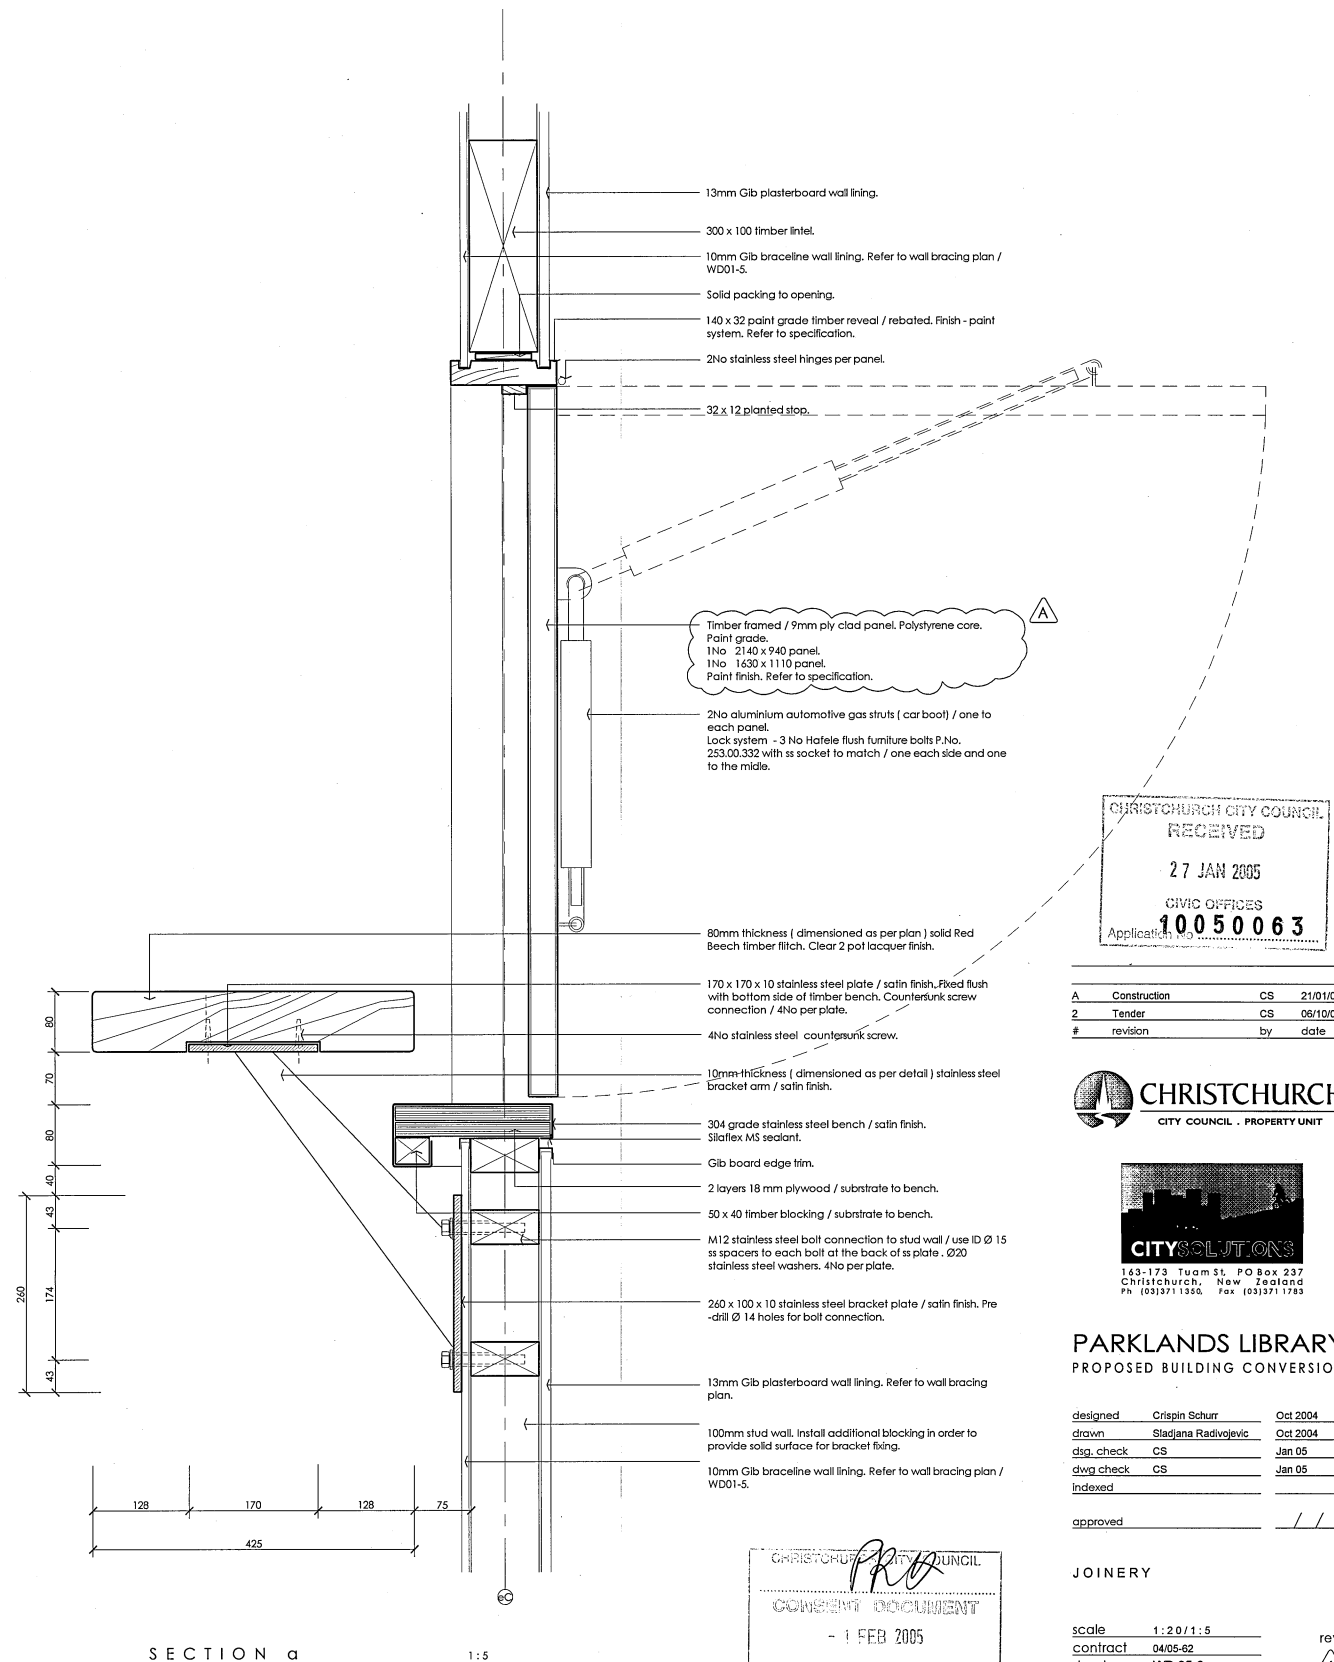 13mm Gib plasterboard wall lining.
300 x 100 timber lintel.
10mm Gib braceline wall lining. Refer to wall bracing plan /
WD01-5.
Solid packing to opening.
140 x 32 paint grade timber reveal / rebated. Finish - paint
system. Refer to specification.
2No stainless steel hinges per panel.
32 x 12 planted stop.
A
Timber framed / 9mm ply clad panel. Polystyrene core.
Paint grade.
1No 2140 x 940 panel.
1No 1630 x 1110 panel.
Paint finish. Refer to specification.
2No aluminium automotive gas struts ( car boot) / one to
each panel.
Lock system - 3 No Hafele flush furniture bolts P.No.
253.00.332 with ss socket to match / one each side and one
to the midle.
80mm thickness ( dimensioned as per plan ) solid Red
Beech timber flitch. Clear 2 pot lacquer finish.
170 x 170 x 10 stainless steel plate / satin finish. Fixed flush
with bottom side of timber bench. Countersunk screw
connection / 4No per plate.
4No stainless steel countersunk screw.
10mm thickness ( dimensioned as per detail ) stainless steel
bracket arm / satin finish.
304 grade stainless steel bench / satin finish.
Silaflex MS sealant.
Gib board edge trim.
2 layers 18 mm plywood / subrstrate to bench.
50 x 40 timber blocking / subrstrate to bench.
M12 stainless steel bolt connection to stud wall / use ID Ø 15
ss spacers to each bolt at the back of ss plate . Ø20
stainless steel washers. 4No per plate.
260 x 100 x 10 stainless steel bracket plate / satin finish. Pre
-drill Ø 14 holes for bolt connection.
13mm Gib plasterboard wall lining. Refer to wall bracing
plan.
100mm stud wall. Install additional blocking in order to
provide solid surface for bracket fixing.
10mm Gib braceline wall lining. Refer to wall bracing plan /
WD01-5.
80
70
80
40
43
174
43
260
128 170 128 75
425
SECTION a 1:5
CHRISTCHURCH CITY COUNCIL
RECEIVED
27 JAN 2005
CIVIC OFFICES
Application No 10050063
A Construction CS 21/01/0
2 Tender CS 06/10/0
# revision by date
CHRISTCHURCH
CITY COUNCIL . PROPERTY UNIT
CITYSOLUTIONS
163-173 Tuam St, PO Box 237
Christchurch, New Zealand
Ph (03)371 1350, Fax (03)371 1783
PARKLANDS LIBRARY
PROPOSED BUILDING CONVERSIO
designed Crispin Schurr Oct 2004
drawn Sladjana Radivojevic Oct 2004
dsg. check CS Jan 05
dwg check CS Jan 05
indexed
approved / /
JOINERY
scale 1:20/1:5
contract 04/05-62
CHRISTCHURCH CITY COUNCIL
CONSENT DOCUMENT
- 1 FEB 2005